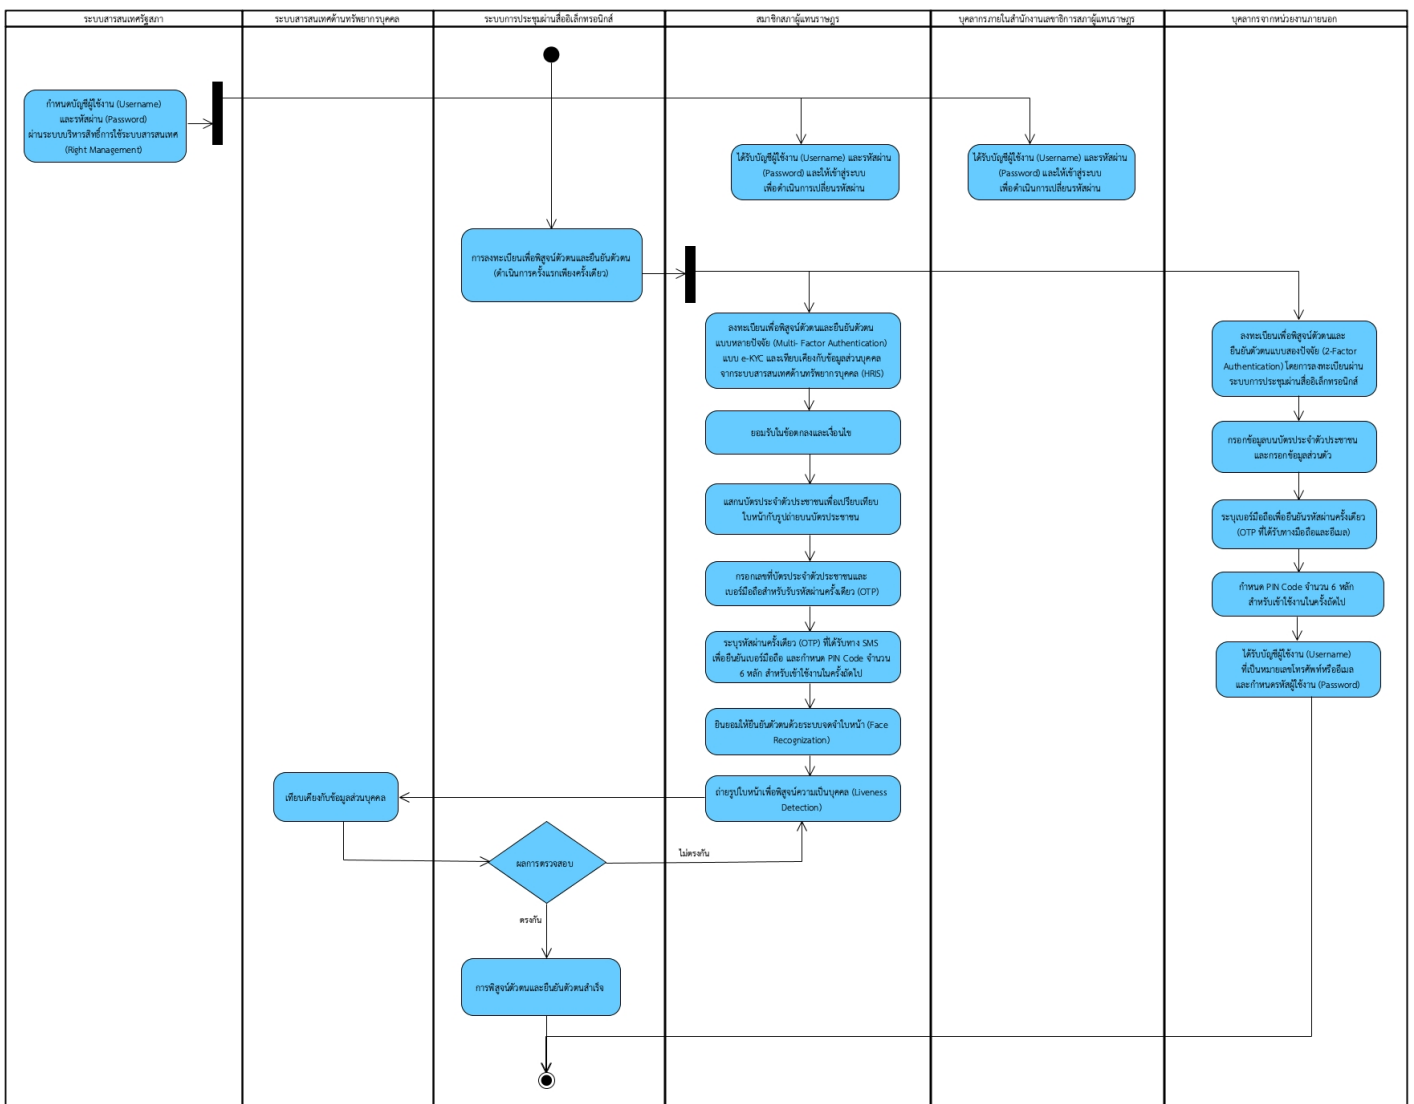 ระบบสารสนเทศรัฐสภา
ระบบสารสนเทศด้านทรัพยากรบุคคล
ระบบการประชุมผ่านสื่ออิเล็กทรอนิกส์
สมาชิกสภาผู้แทนราษฎร
บุคลากรภายในสำนักงานเลขาธิการสภาผู้แทนราษฎร
บุคลากรจากหน่วยงานภายนอก
กำหนดบัญชีผู้ใช้งาน (Username)
และรหัสผ่าน (Password)
ผ่านระบบบริหารสิทธิ์การใช้ระบบสารสนเทศ
(Right Management)
ได้รับบัญชีผู้ใช้งาน (Username) และรหัสผ่าน
(Password) และให้เข้าสู่ระบบ
เพื่อดำเนินการเปลี่ยนรหัสผ่าน
ได้รับบัญชีผู้ใช้งาน (Username) และรหัสผ่าน
(Password) และให้เข้าสู่ระบบ
เพื่อดำเนินการเปลี่ยนรหัสผ่าน
การลงทะเบียนเพื่อพิสูจน์ตัวตนและยืนยันตัวตน
(ดำเนินการครั้งแรกเพียงครั้งเดียว)
ลงทะเบียนเพื่อพิสูจน์ตัวตนและยืนยันตัวตน
แบบหลายปัจจัย (Multi- Factor Authentication)
แบบ e-KYC และเทียบเคียงกับข้อมูลส่วนบุคคล
จากระบบสารสนเทศด้านทรัพยากรบุคคล (HRIS)
ยอมรับในข้อตกลงและเงื่อนไข
แสกนบัตรประจำตัวประชาชนเพื่อเปรียบเทียบ
ใบหน้ากับรูปถ่ายบนบัตรประชาชน
กรอกเลขที่บัตรประจำตัวประชาชนและ
เบอร์มือถือสำหรับรับรหัสผ่านครั้งเดียว (OTP)
ระบุรหัสผ่านครั้งเดียว (OTP) ที่ได้รับทาง SMS
เพื่อยืนยันเบอร์มือถือ และกำหนด PIN Code จำนวน
6 หลัก สำหรับเข้าใช้งานในครั้งถัดไป
ยินยอมให้ยืนยันตัวตนด้วยระบบจดจำใบหน้า (Face
Recognization)
ถ่ายรูปใบหน้าเพื่อพิสูจน์ความเป็นบุคคล (Liveness
Detection)
ลงทะเบียนเพื่อพิสูจน์ตัวตนและ
ยืนยันตัวตนแบบสองปัจจัย (2-Factor
Authentication) โดยการลงทะเบียนผ่าน
ระบบการประชุมผ่านสื่ออิเล็กทรอนิกส์
กรอกข้อมูลบนบัตรประจำตัวประชาชน
และกรอกข้อมูลส่วนตัว
ระบุเบอร์มือถือเพื่อยืนยันรหัสผ่านครั้งเดียว
(OTP ที่ได้รับทางมือถือและอีเมล)
กำหนด PIN Code จำนวน 6 หลัก
สำหรับเข้าใช้งานในครั้งถัดไป
ได้รับบัญชีผู้ใช้งาน (Username)
ที่เป็นหมายเลขโทรศัพท์หรืออีเมล
และกำหนดรหัสผู้ใช้งาน (Password)
เทียบเคียงกับข้อมูลส่วนบุคคล
ผลการตรวจสอบ
ไม่ตรงกัน
ตรงกัน
การพิสูจน์ตัวตนและยืนยันตัวตนสำเร็จ